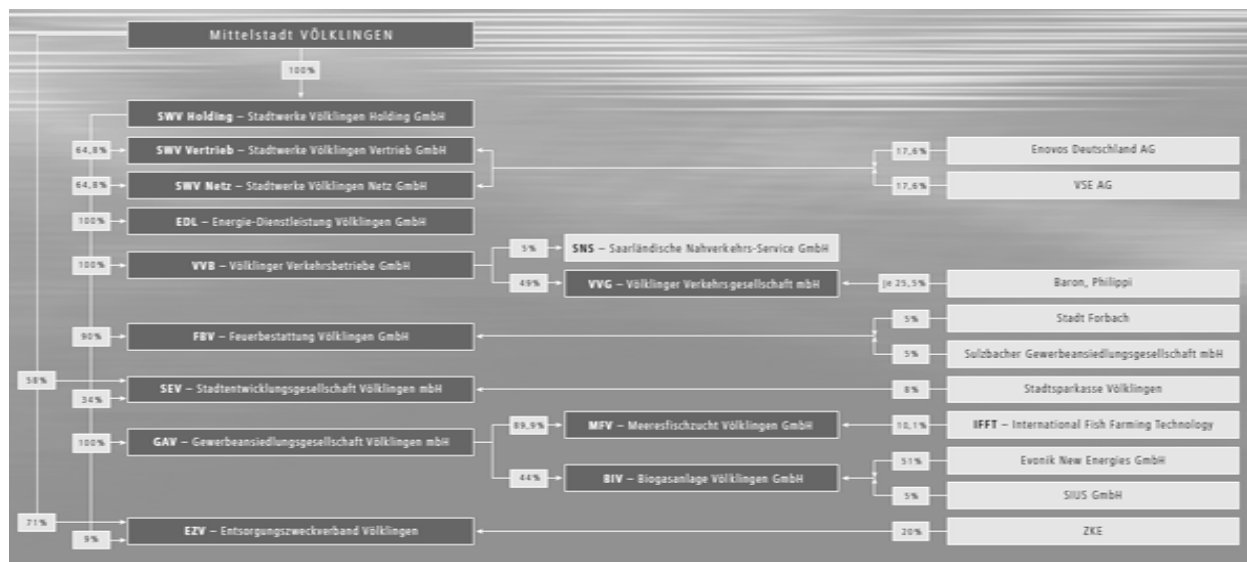 Mittelstadt VÖLKLINGEN
100%
SWV Holding – Stadtwerke Völklingen Holding GmbH
64,8% SWV Vertrieb – Stadtwerke Völklingen Vertrieb GmbH 17,6% Enovos Deutschland AG
64,8% SWV Netz – Stadtwerke Völklingen Netz GmbH 17,6% VSE AG
100% EDL – Energie-Dienstleistung Völklingen GmbH
5% SNS – Saarländische Nahverkehrs-Service GmbH
100% VVB – Völklinger Verkehrsbetriebe GmbH
49% VVG – Völklinger Verkehrsgesellschaft mbH je 25,5% Baron, Philippi
5% Stadt Forbach
90% FBV – Feuerbestattung Völklingen GmbH
5% Sulzbacher Gewerbeansiedlungsgesellschaft mbH
58% SEV – Stadtentwicklungsgesellschaft Völklingen mbH 8% Stadtsparkasse Völklingen
34%
89,9% MFV – Meeresfischzucht Völklingen GmbH 10,1% IFFT – International Fish Farming Technology
100% GAV – Gewerbeansiedlungsgesellschaft Völklingen mbH
51% Evonik New Energies GmbH
44% BIV – Biogasanlage Völklingen GmbH
5% SIUS GmbH
71% EZV – Entsorgungszweckverband Völklingen 20% ZKE
9%